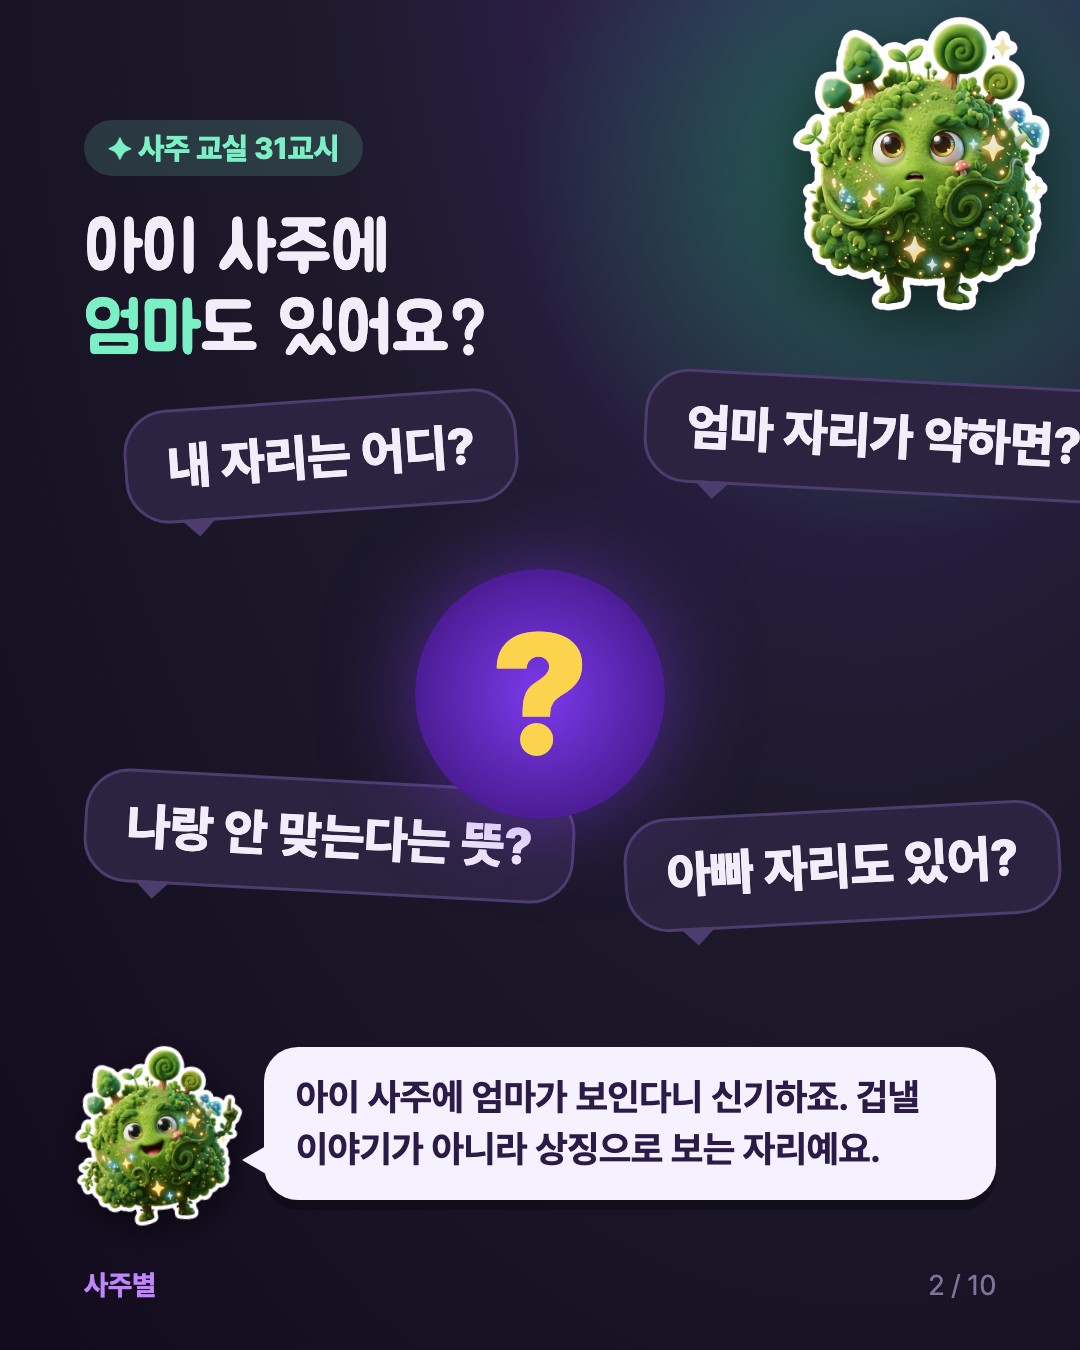 ✦ 사주 교실 31교시
아이 사주에
엄마도 있어요?
내 자리는 어디?
엄마 자리가 약하면?
?
나랑 안 맞는다는 뜻?
아빠 자리도 있어?
아이 사주에 엄마가 보인다니 신기하죠. 겁낼
이야기가 아니라 상징으로 보는 자리예요.
사주별
2 / 10